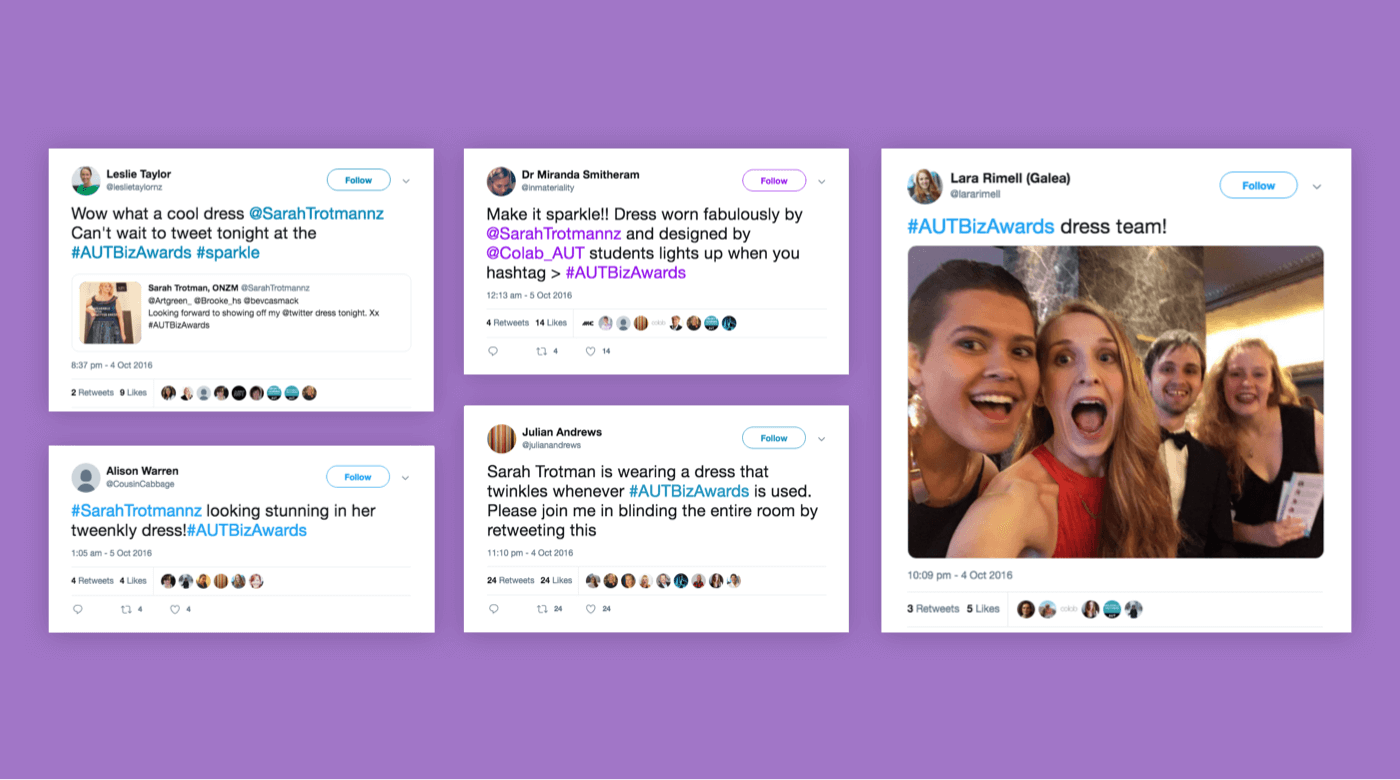 Leslie Taylor
@leslietaylornz
Follow
Wow what a cool dress @SarahTrotmannz
Can't wait to tweet tonight at the
#AUTBizAwards #sparkle
Sarah Trotman, ONZM @SarahTrotmannz
@Artgreen_ @Brooke_hs @bevcasmack
Looking forward to showing off my @twitter dress tonight. Xx
#AUTBizAwards
8:37 pm - 4 Oct 2016
2 Retweets 9 Likes
Alison Warren
@CousinCabbage
Follow
#SarahTrotmannz looking stunning in her
tweenkly dress!#AUTBizAwards
1:05 am - 5 Oct 2016
4 Retweets 4 Likes
4 4
Dr Miranda Smitheram
@inmateriality
Follow
Make it sparkle!! Dress worn fabulously by
@SarahTrotmannz and designed by
@Colab_AUT students lights up when you
hashtag > #AUTBizAwards
12:13 am - 5 Oct 2016
4 Retweets 14 Likes
4 14
Julian Andrews
@julianandrews
Follow
Sarah Trotman is wearing a dress that
twinkles whenever #AUTBizAwards is used.
Please join me in blinding the entire room by
retweeting this
11:10 pm - 4 Oct 2016
24 Retweets 24 Likes
24 24
Lara Rimell (Galea)
@lararimell
Follow
#AUTBizAwards dress team!
10:09 pm - 4 Oct 2016
3 Retweets 5 Likes
colab